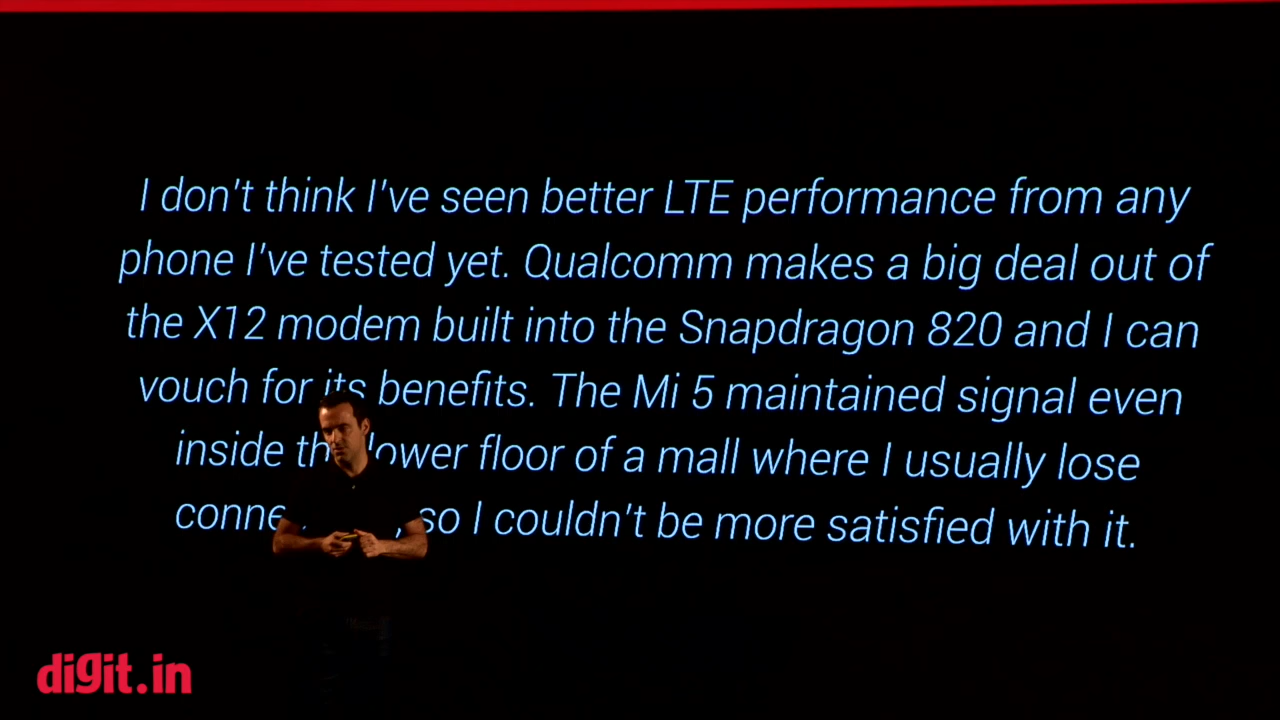 I don't think I've seen better LTE performance from any
phone I've tested yet. Qualcomm makes a big deal out of
the X12 modem built into the Snapdragon 820 and I can
vouch for its benefits. The Mi 5 maintained signal even
inside lower floor of a mall where I usually lose
so I couldn't be more satisfied with it.
digit.in